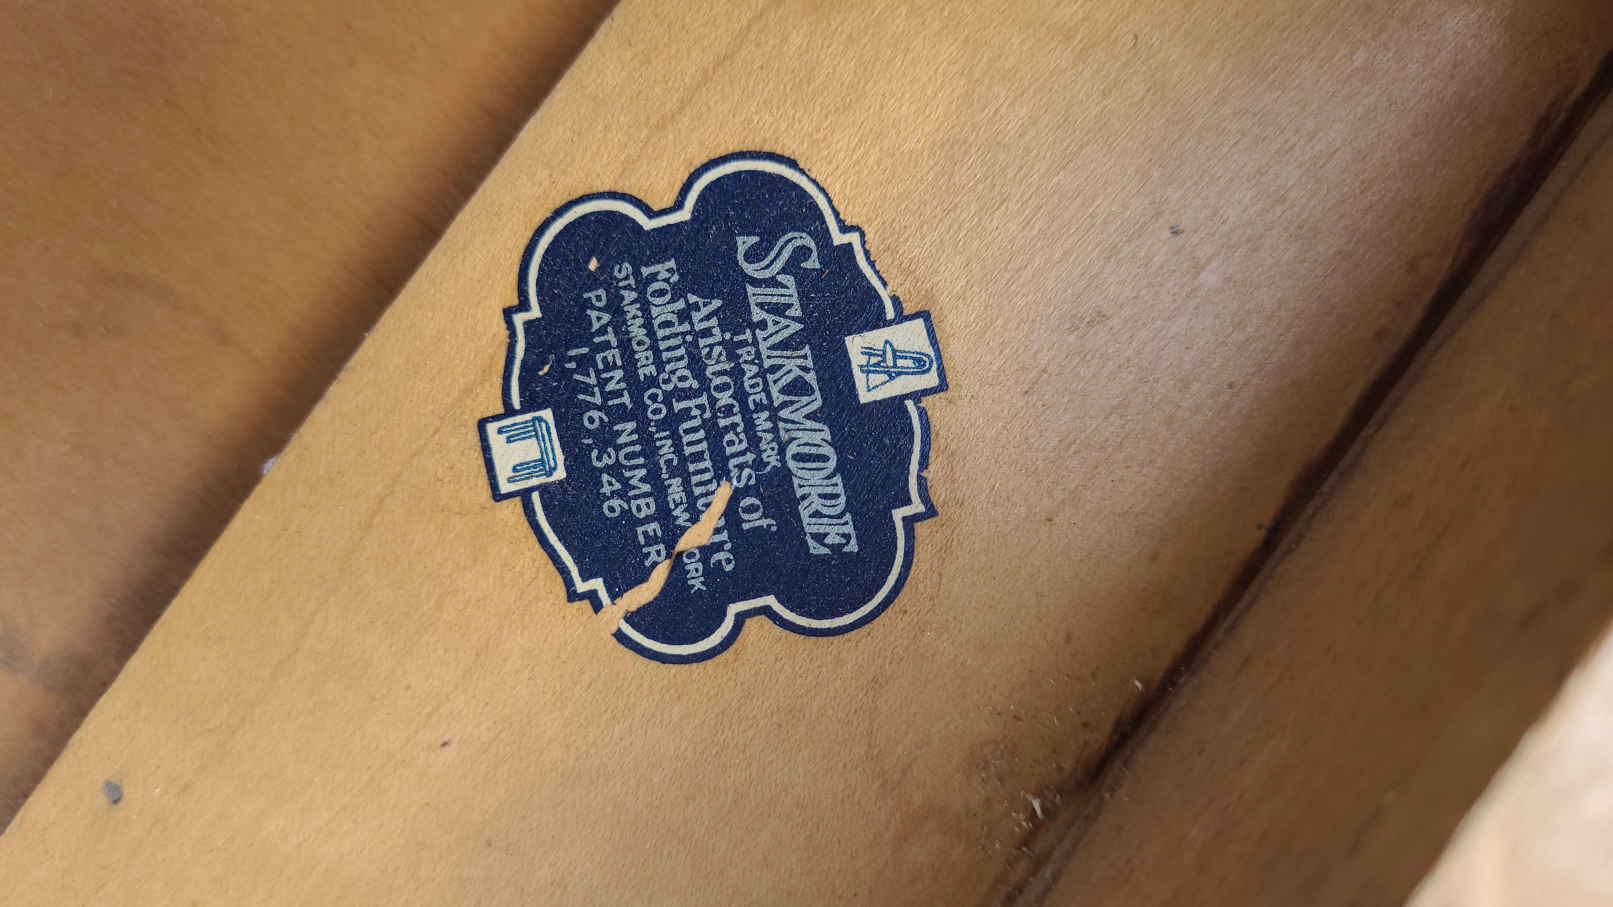 STAKMORE
TRADE MARK
Aristocrats of
Folding Furniture
STAKMORE CO., INC. NEW YORK
PATENT NUMBER
1,776,346